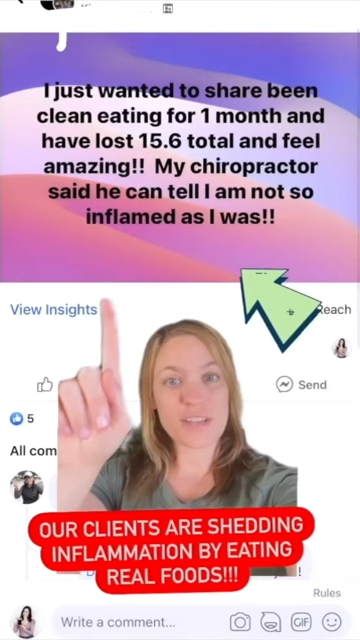 I just wanted to share been
clean eating for 1 month and
have lost 15.6 total and feel
amazing!! My chiropractor
said he can tell I am not so
inflamed as I was!!
View Insights
Reach
Send
5
All com
OUR CLIENTS ARE SHEDDING
INFLAMMATION BY EATING
REAL FOODS!!!
Rules
Write a comment...
GIF